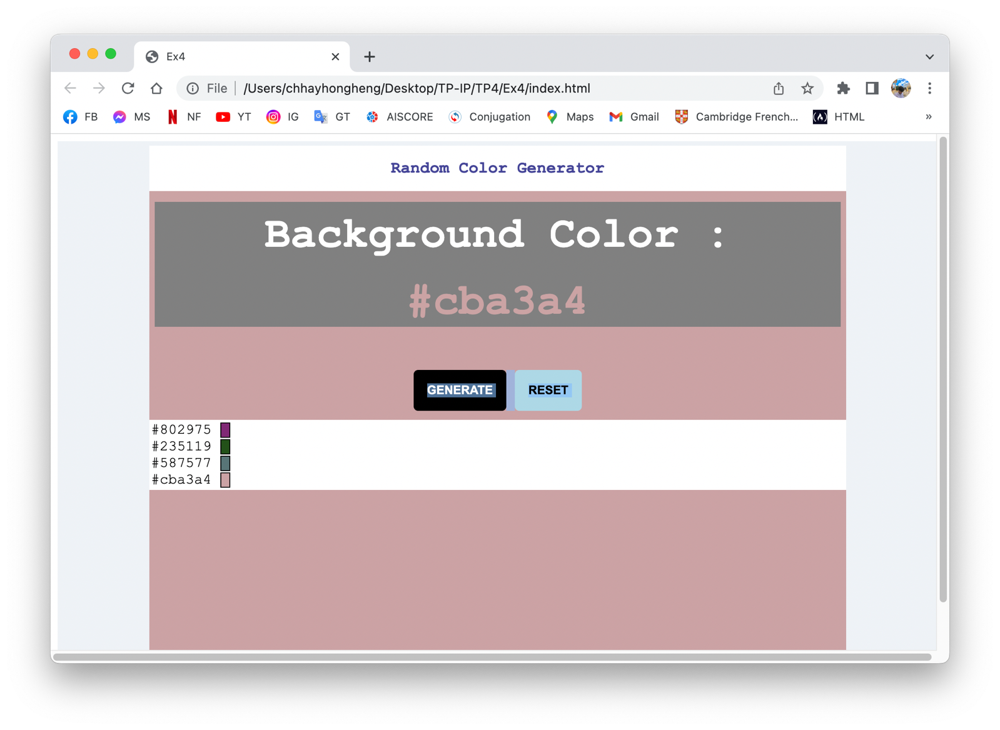 Ex4
File /Users/chhayhongheng/Desktop/TP-IP/TP4/Ex4/index.html
FB MS NF YT IG GT AISCORE Conjugation Maps Gmail Cambridge French... HTML »
Random Color Generator
Background Color :
#cba3a4
GENERATE RESET
#802975
#235119
#587577
#cba3a4